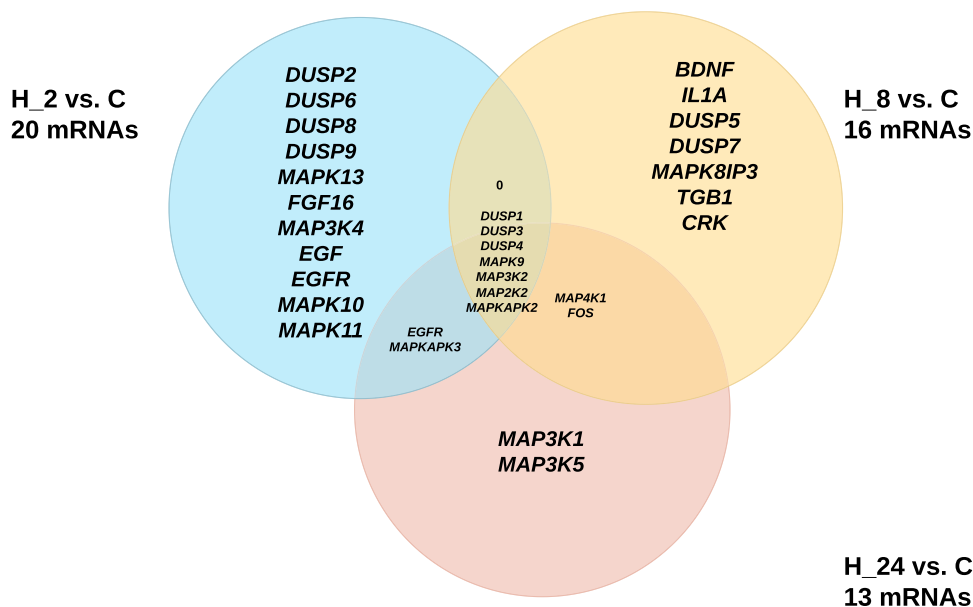 H_2 vs. C
20 mRNAs
DUSP2
DUSP6
DUSP8
DUSP9
MAPK13
FGF16
MAP3K4
EGF
EGFR
MAPK10
MAPK11
BDNF
IL1A
DUSP5
DUSP7
MAPK8IP3
TGB1
CRK
H_8 vs. C
16 mRNAs
0
DUSP1
DUSP3
DUSP4
MAPK9
MAP3K2
MAP2K2
MAPKAPK2
MAP4K1
FOS
EGFR
MAPKAPK3
MAP3K1
MAP3K5
H_24 vs. C
13 mRNAs